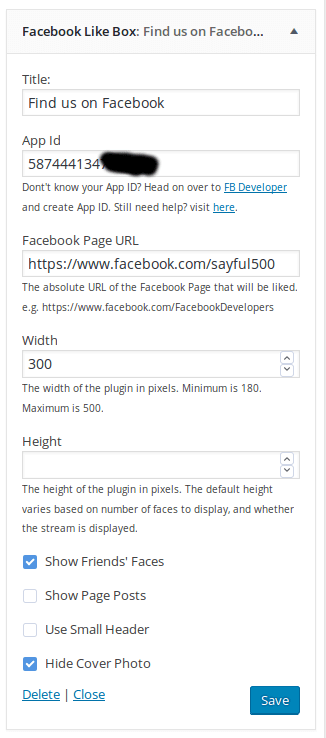 Facebook Like Box: Find us on Facebo...
Title:
Find us on Facebook
App Id
587444134
Dont't know your App ID? Head on over to FB Developer
and create App ID. Still need help? visit here.
Facebook Page URL
https://www.facebook.com/sayful500
The absolute URL of the Facebook Page that will be liked.
e.g. https://www.facebook.com/FacebookDevelopers
Width
300
The width of the plugin in pixels. Minimum is 180.
Maximum is 500.
Height
The height of the plugin in pixels. The default height
varies based on number of faces to display, and whether
the stream is displayed.
Show Friends' Faces
Show Page Posts
Use Small Header
Hide Cover Photo
Delete | Close
Save